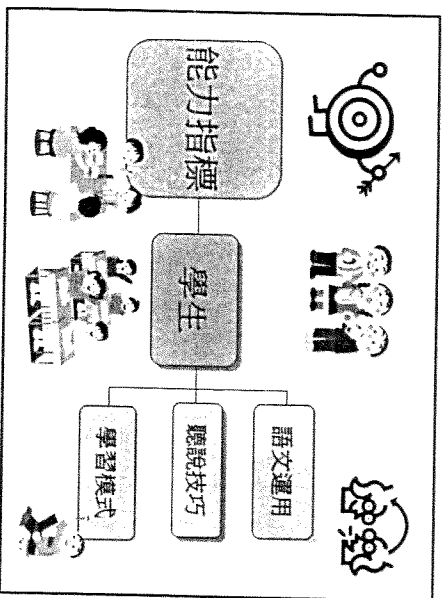 能力指標
學生
語文運用
聽說技巧
學習模式